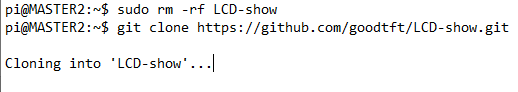 pi@MASTER2:~$ sudo rm -rf LCD-show
pi@MASTER2:~$ git clone https://github.com/goodtft/LCD-show.git
Cloning into 'LCD-show'...